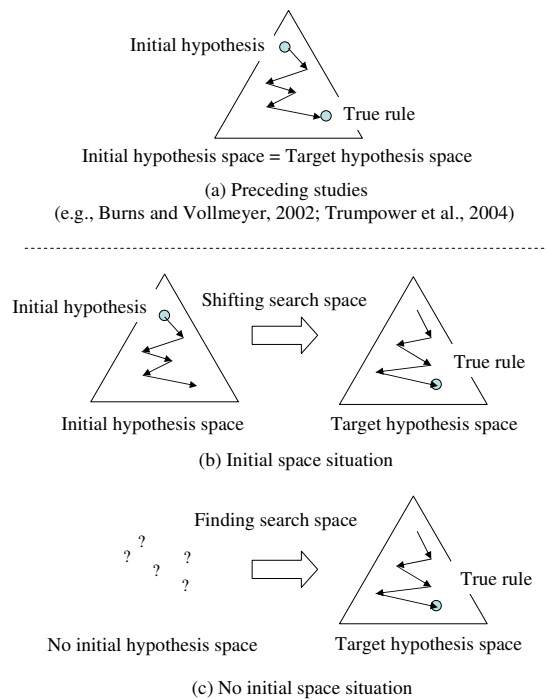 Initial hypothesis
True rule
Initial hypothesis space = Target hypothesis space
(a) Preceding studies
(e.g., Burns and Vollmeyer, 2002; Trumpower et al., 2004)
Initial hypothesis
Shifting search space
True rule
Initial hypothesis space
Target hypothesis space
(b) Initial space situation
Finding search space
?
?
?
?
?
True rule
No initial hypothesis space
Target hypothesis space
(c) No initial space situation